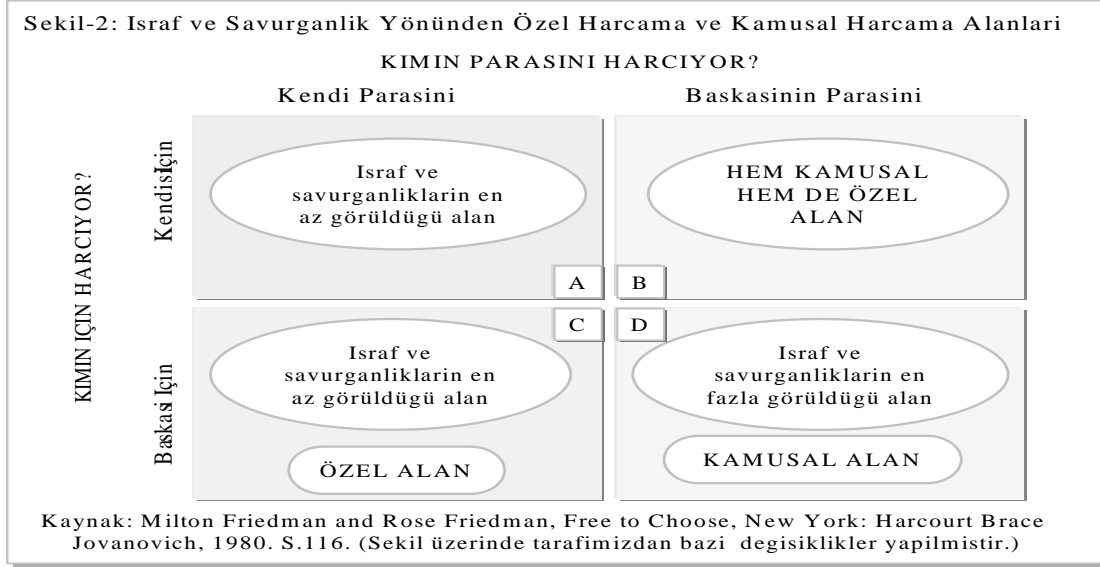 Sekil-2: Israf ve Savurganlik Yönünden Özel Harcama ve Kamusal Harcama Alanlari
KIMIN PARASINI HARCIYOR?
Kendi Parasini
Baskasinin Parasini
KIMIN IÇIN HARCIYOR?
Kendisi Için
Israf ve
savurganliklarin en
az görüldügü alan
HEM KAMUSAL
HEM DE ÖZEL
ALAN
A
B
C
D
Baskasi Için
Israf ve
savurganliklarin en
az görüldügü alan
ÖZEL ALAN
Israf ve
savurganliklarin en
fazla görüldügü alan
KAMUSAL ALAN
Kaynak: Milton Friedman and Rose Friedman, Free to Choose, New York: Harcourt Brace
Jovanovich, 1980. S.116. (Sekil üzerinde tarafimizdan bazi degisiklikler yapilmistir.)